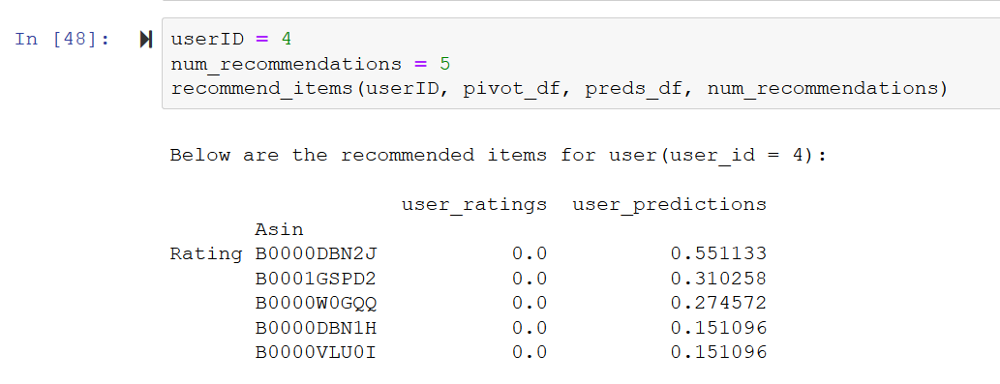 In [48]:
userID = 4
num_recommendations = 5
recommend_items(userID, pivot_df, preds_df, num_recommendations)
Below are the recommended items for user(user_id = 4):
user_ratings user_predictions
Asin
Rating B0000DBN2J 0.0 0.551133
B0001GSPD2 0.0 0.310258
B0000W0GQQ 0.0 0.274572
B0000DBN1H 0.0 0.151096
B0000VLU0I 0.0 0.151096